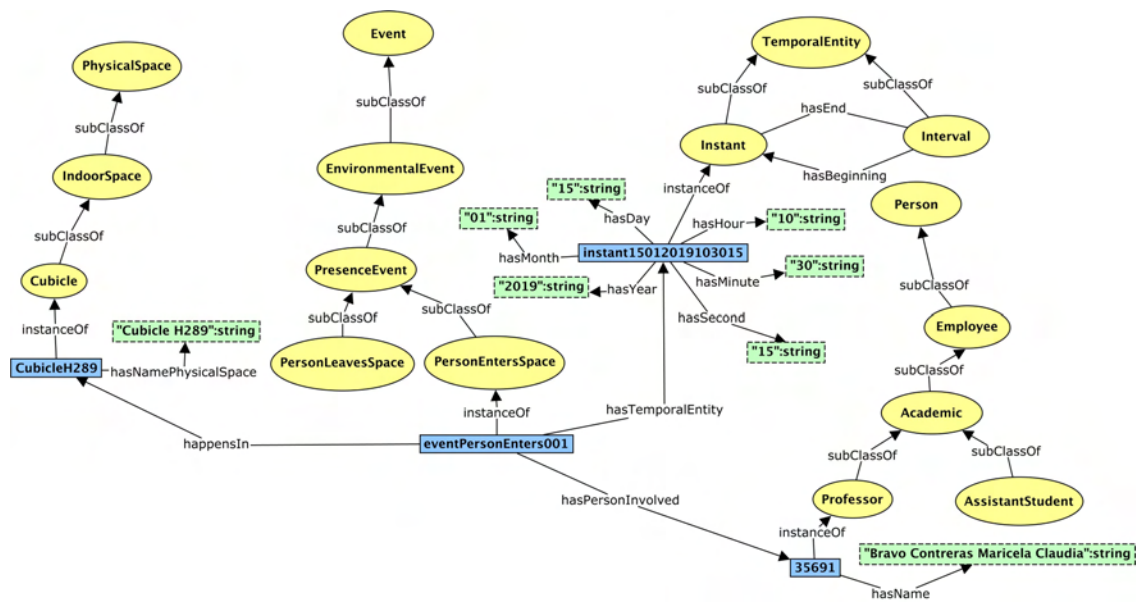 Event
TemporalEntity
PhysicalSpace
subClassOf
subClassOf
subClassOf
hasEnd
subClassOf
Instant
Interval
IndoorSpace
EnvironmentalEvent
hasBeginning
instanceOf
"15":string
Person
"01":string
hasDay
hasHour
"10":string
subClassOf
subClassOf
instant15012019103015
hasMonth
Cubicle
PresenceEvent
hasMinute
"30":string
"2019":string
hasYear
subClassOf
subClassOf
subClassOf
hasSecond
instanceOf
"Cubicle H289":string
Employee
"15":string
CubicleH289
hasNamePhysicalSpace
PersonLeavesSpace
PersonEntersSpace
subClassOf
instanceOf
hasTemporalEntity
Academic
happensIn
eventPersonEnters001
subClassOf
subClassOf
hasPersonInvolved
Professor
AssistantStudent
instanceOf
"Bravo Contreras Maricela Claudia":string
35691
hasName